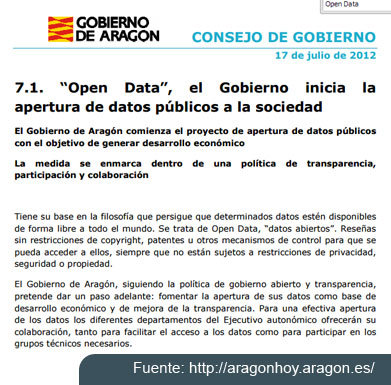 Open Data
GOBIERNO
DE ARAGON
CONSEJO DE GOBIERNO
17 de julio de 2012
7.1. “Open Data”, el Gobierno inicia la
apertura de datos públicos a la sociedad
El Gobierno de Aragón comienza el proyecto de apertura de datos públicos
con el objetivo de generar desarrollo económico
La medida se enmarca dentro de una política de transparencia,
participación y colaboración
Tiene su base en la filosofía que persigue que determinados datos estén disponibles
de forma libre a todo el mundo. Se trata de Open Data, “datos abiertos”. Reseñas
sin restricciones de copyright, patentes u otros mecanismos de control para que se
pueda acceder a ellos, siempre que no están sujetos a restricciones de privacidad,
seguridad o propiedad.
El Gobierno de Aragón, siguiendo la política de gobierno abierto y transparencia,
pretende dar un paso adelante: fomentar la apertura de sus datos como base de
desarrollo económico y de mejora de la transparencia. Para una efectiva apertura
de los datos los diferentes departamentos del Ejecutivo autonómico ofrecerán su
colaboración, tanto para facilitar el acceso a los datos como para participar en los
grupos técnicos necesarios.
Fuente: http://aragonhoy.aragon.es/